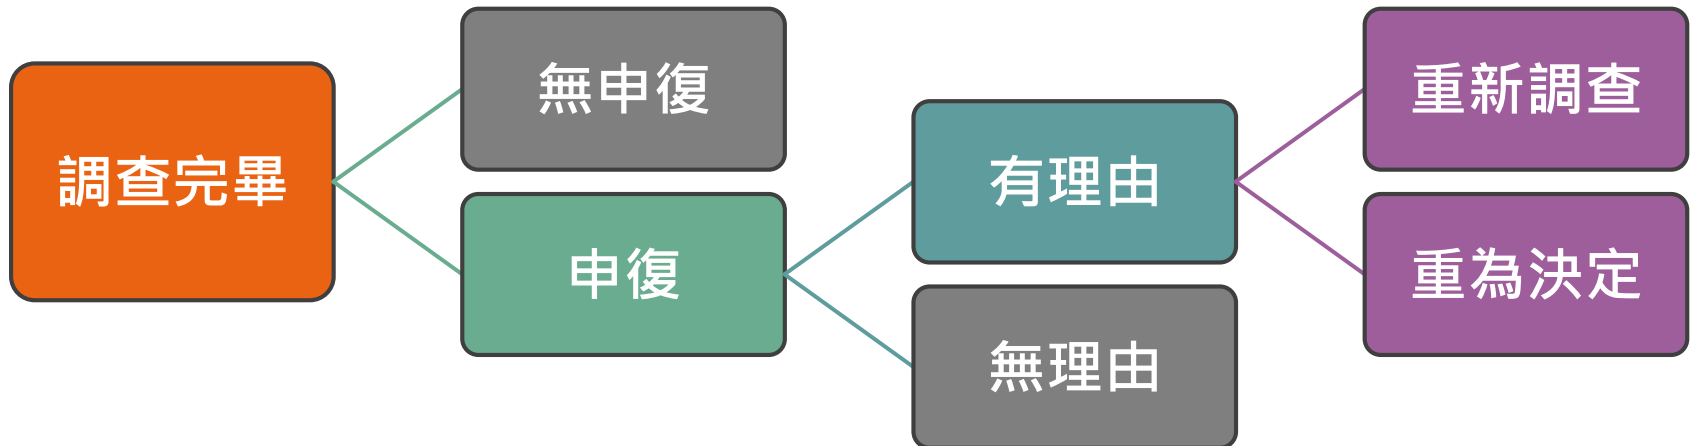 調查完畢
無申復
申復
有理由
無理由
重新調查
重為決定